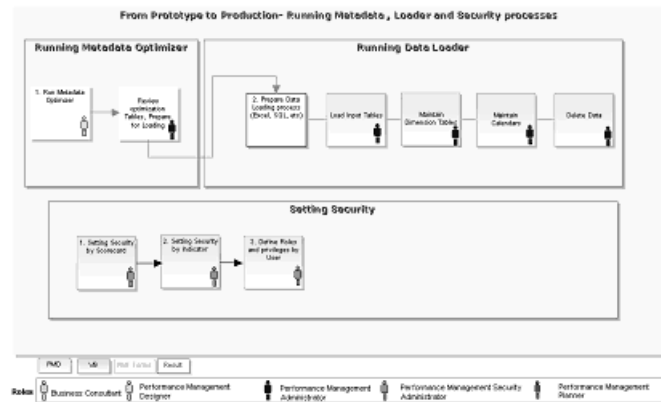 From Prototype to Production- Running Metadata, Loader and Security processes
Running Metadata Optimizer
Running Data Loader
1. Run Metadata
Optimizer
Review
optimization
Tables, Prepare
for Loading
2. Prepare Data
Loading process
(Excel, SQL, etc)
Load Input Tables
Maintain
Dimension Tables
Maintain
Calendars
Delete Data
Setting Security
1. Setting Security
by Scorecard
2. Setting Security
by Indicator
3. Define Roles
and privileges by
User
PMD
VB
Result
Roles
Business Consultant
Performance Management
Designer
Performance Management
Administrator
Performance Management Security
Administrator
Performance Management
Planner